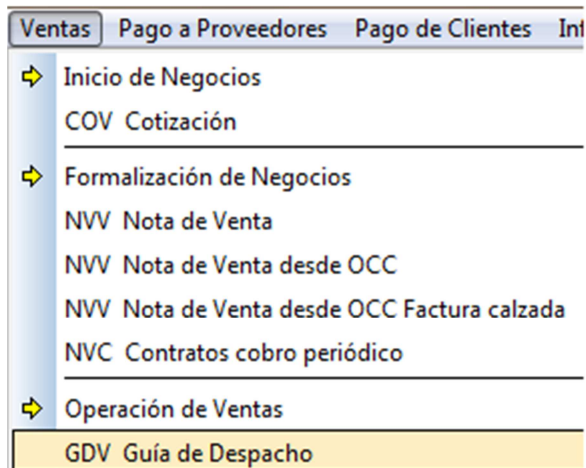 Ventas Pago a Proveedores Pago de Clientes
Inicio de Negocios
COV Cotización
Formalización de Negocios
NVV Nota de Venta
NVV Nota de Venta desde OCC
NVV Nota de Venta desde OCC Factura calzada
NVC Contratos cobro periódico
Operación de Ventas
GDV Guía de Despacho